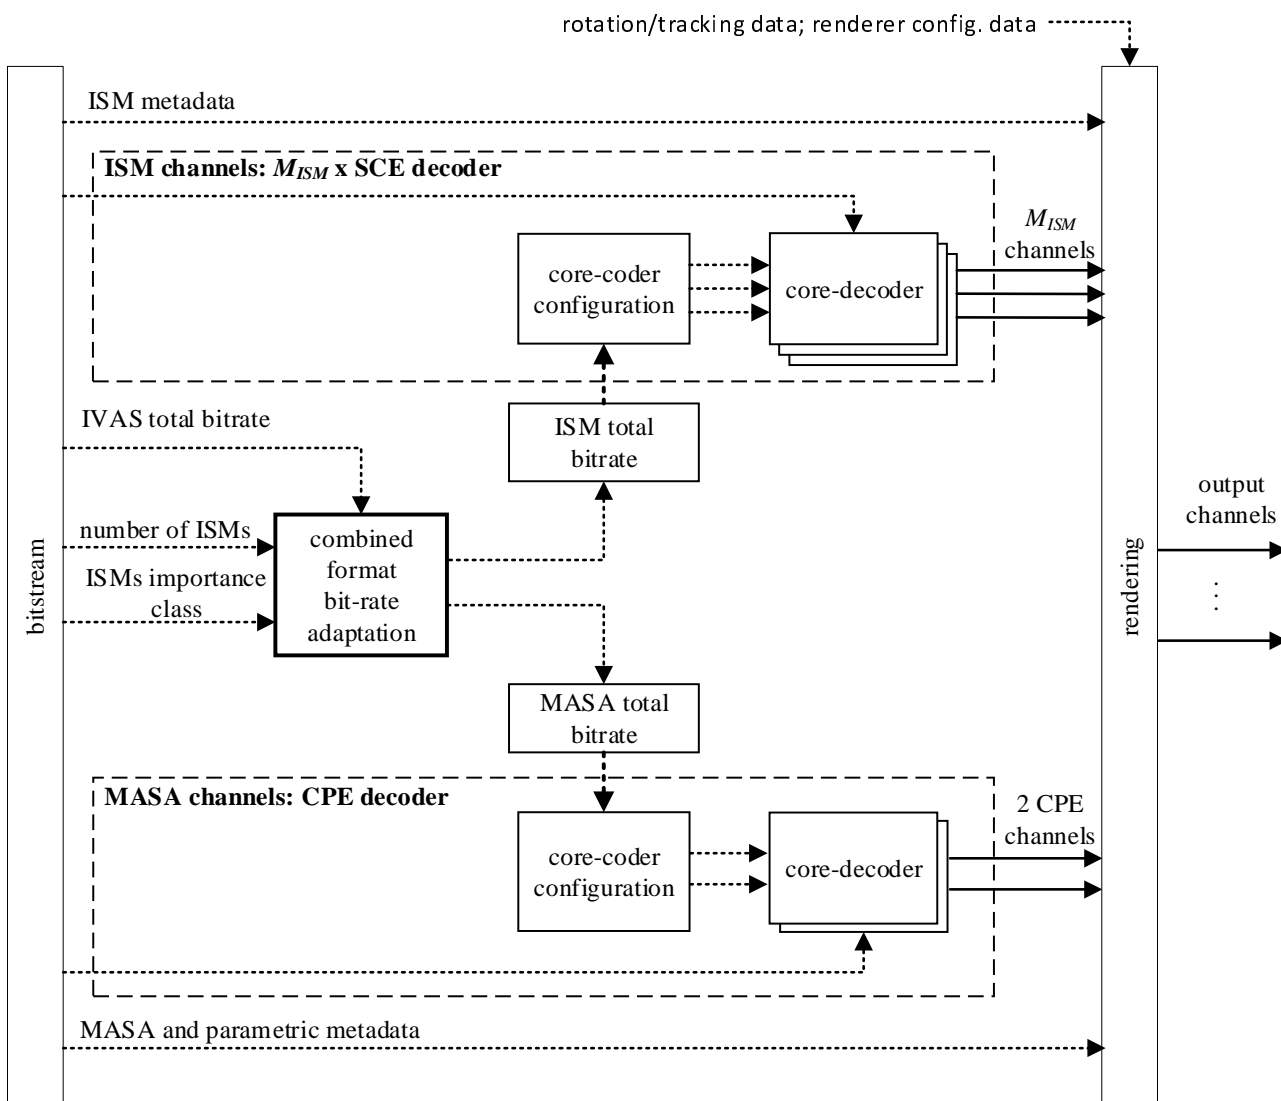 rotation/tracking data; renderer config. data
ISM metadata
ISM channels: M_ISM x SCE decoder
M_ISM
channels
core-coder
configuration
core-decoder
IVAS total bitrate
ISM total
bitrate
number of ISMs
ISMs importance
class
combined
format
bit-rate
adaptation
bitstream
rendering
output
channels
...
MASA total
bitrate
MASA channels: CPE decoder
2 CPE
channels
core-coder
configuration
core-decoder
MASA and parametric metadata